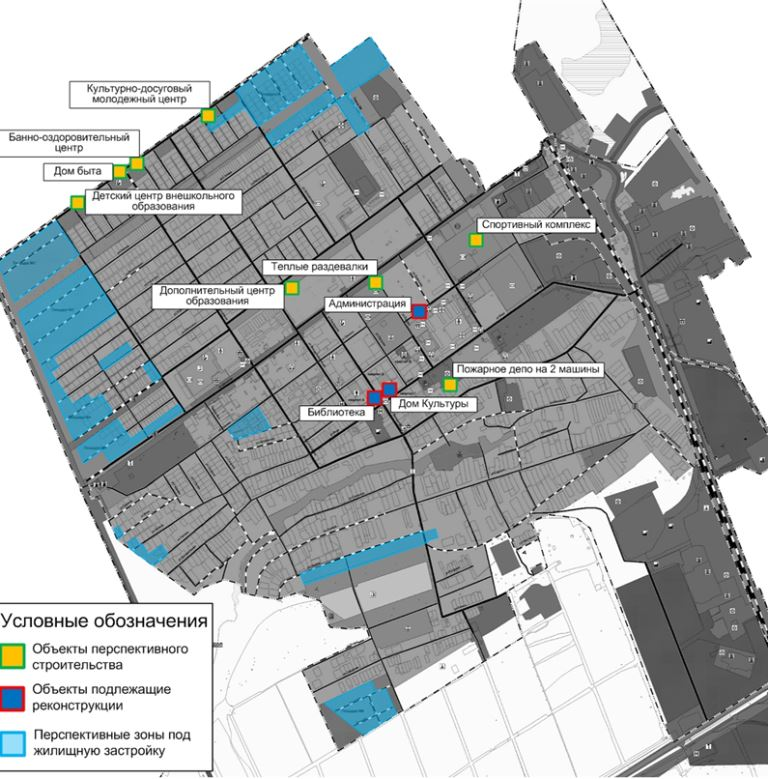 Культурно-досуговый
молодежный центр
Банно-оздоровительный
центр
Дом быта
Детский центр внешкольного
образования
Спортивный комплекс
Теплые раздевалки
Дополнительный центр
образования
Администрация
Пожарное депо на 2 машины
Библиотека
Дом Культуры
Условные обозначения
Объекты перспективного
строительства
Объекты подлежащие
реконструкции
Перспективные зоны под
жилищную застройку